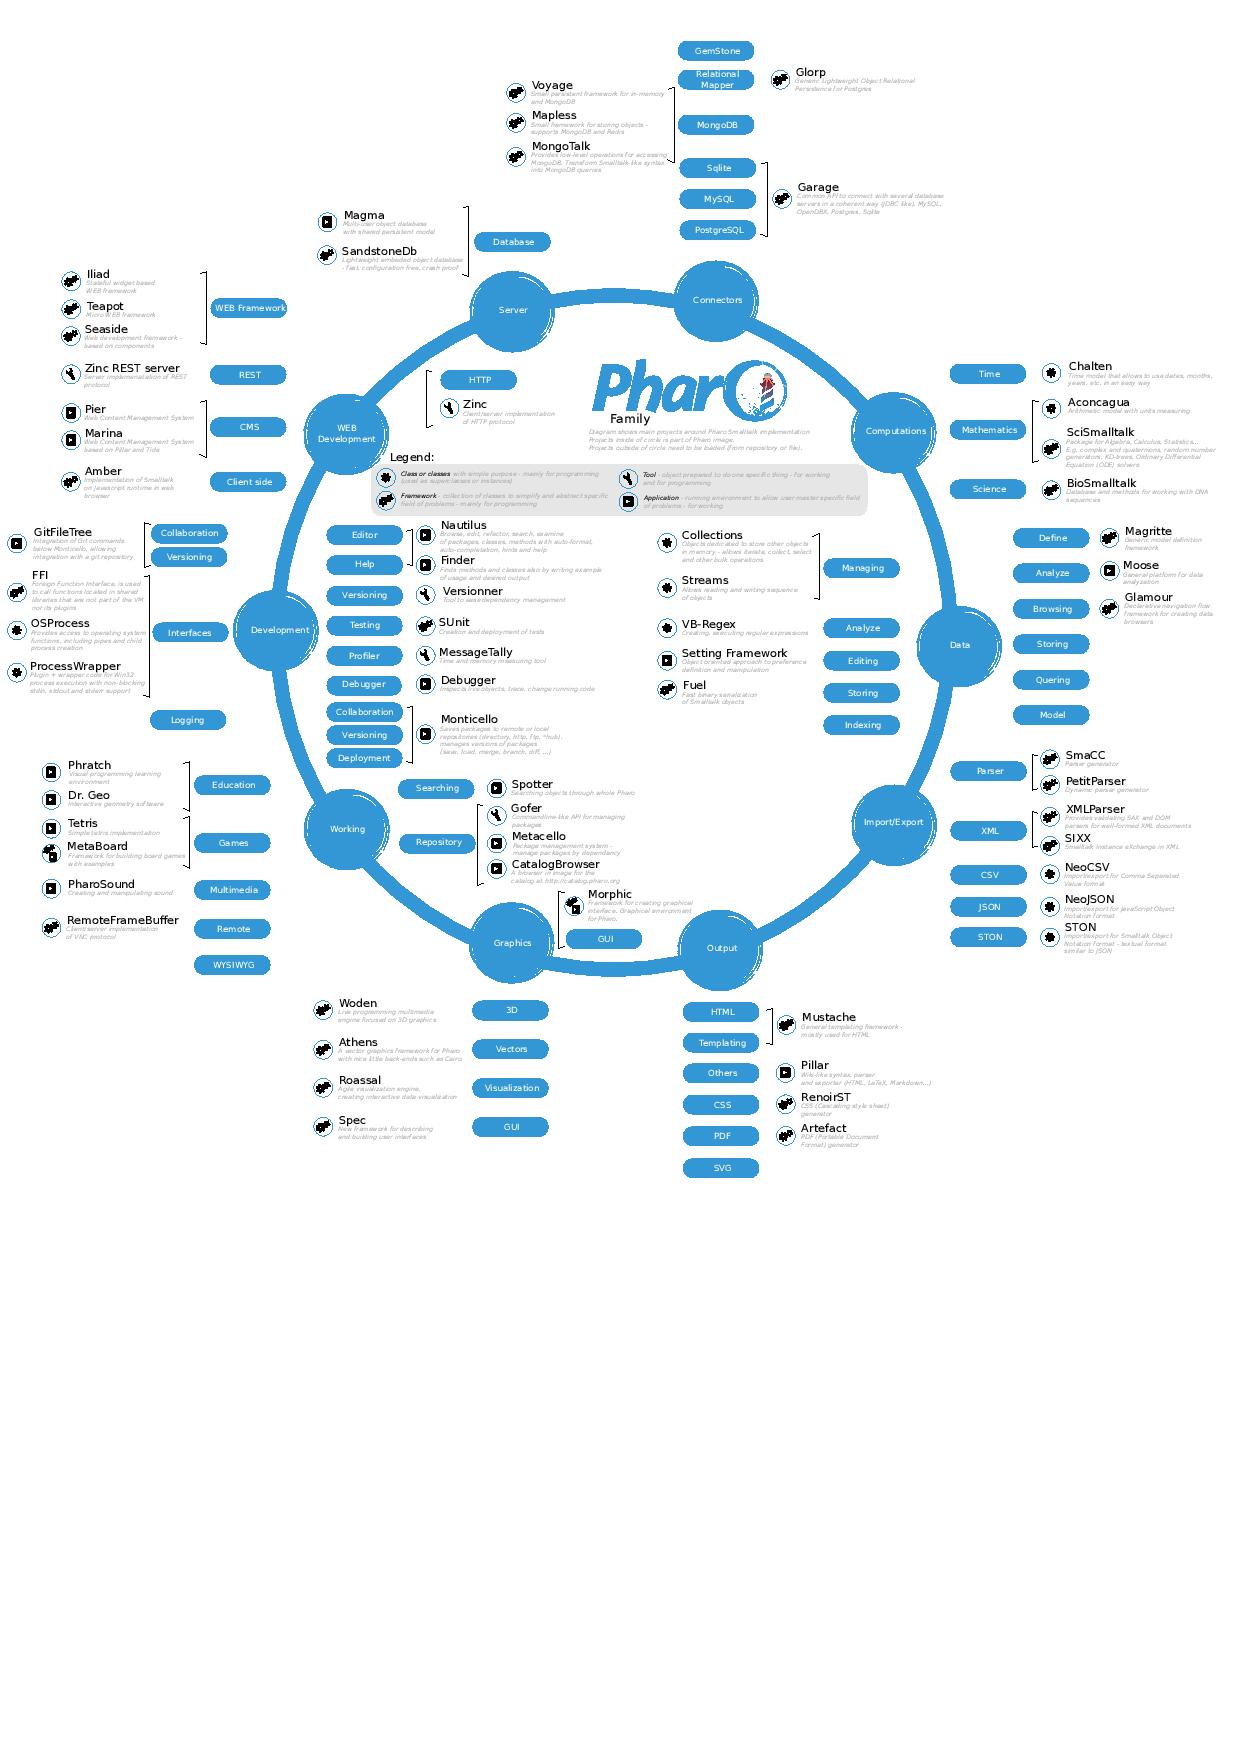 GemStone
Relational
Mapper
Glorp
Generic Lightweight Object Relational
Persistence for Postgres
Voyage
Small persistent framework for in-memory
and MongoDB
Mapless
Small framework for storing objects -
supports MongoDB and Redis
MongoDB
MongoTalk
Provides low-level operations for accessing
MongoDB. Transform Smalltalk-like syntax
into MongoDB queries
Sqlite
MySQL
PostgreSQL
Garage
Common API to connect with several database
servers in a coherent way (JDBC like). MySQL,
OpenDBX, Postgres, Sqlite
Magma
Multi-user object database
with shared persistent model
SandstoneDb
Lightweight embeded object database
- fast, configuration free, crash proof
Database
Server
Connectors
Iliad
Stateful widget based
WEB framework
Teapot
Micro WEB framework
Seaside
Web development framework -
based on components
WEB Framework
Zinc REST server
Server implemenatation of REST
protocol
REST
Pier
Web Content Management System
Marina
Web Content Management System
based on Pillar and Tide
CMS
Amber
Implementation of Smalltalk
on Javascript runtime in web
browser
Client side
WEB
Development
HTTP
Zinc
Client/server implementation
of HTTP protocol
Pharo
Family
Diagram shows main projects around Pharo Smalltalk implementation
Projects inside of circle is part of Pharo image.
Projects outside of circle need to be loaded (from repository or file).
Legend:
Class or classes with simple purpose - mainly for programming
(used as superclasses or instances)
Framework - collection of classes to simplify and abstract specific
field of problems - mainly for programming
Tool - object prepared to do one specific thing - for working
and for programming
Application - running environment to allow user master specific field
of problems - for working
Computations
Time
Chalten
Time model that allows to use dates, months,
years, etc. in an easy way
Mathematics
Aconcagua
Arithmetic model with units measuring
SciSmalltalk
Package for Algebra, Calculus, Statistics...
E.g. complex and quaternions, random number
generators, KD-trees, Ordinary Differential
Equation (ODE) solvers
Science
BioSmalltalk
Database and methods for working with DNA
sequences
GitFileTree
Integration of Git commands
below Monticello, allowing
integration with a git repository
Collaboration
Versioning
FFI
Foreign Function Interface, is used
to call functions located in shared
libraries that are not part of the VM
nor its plugins
OSProcess
Provides access to operating system
functions, including pipes and child
process creation
ProcessWrapper
Plugin + wrapper code for Win32
process execution with non-blocking
stdin, stdout and stderr support
Interfaces
Logging
Development
Editor
Help
Nautilus
Browse, edit, refactor, search, examine
of packages, classes, methods with auto-format,
auto-completation, hints and help
Finder
Finds methods and classes also by writing example
of usage and desired output
Versioning
Versionner
Tool to ease dependency management
Testing
SUnit
Creation and deployment of tests
Profiler
MessageTally
Time and memory measuring tool
Debugger
Debugger
Inspects live objects, trace, change running code
Collaboration
Versioning
Deployment
Monticello
Saves packages to remote or local
repositories (directory, http, ftp, *hub),
manages versions of packages
(save, load, merge, branch, diff, ...)
Collections
Objects dedicated to store other objects
in memory - allows iterate, collect, select
and other bulk operations
Streams
Allows reading and writing sequence
of objects
Managing
VB-Regex
Creating, executing regular expressions
Analyze
Setting Framework
Object oriented approach to preference
definition and manipulation
Editing
Fuel
Fast binary serialization
of Smalltalk objects
Storing
Indexing
Data
Define
Magritte
Generic model definition
framework
Analyze
Moose
General platform for data
analyzation
Browsing
Glamour
Declarative navigation flow
framework for creating data
browsers
Storing
Quering
Model
Phratch
Visual programming learning
environment
Dr. Geo
Interactive geometry software
Education
Tetris
Simple tetris implementation
MetaBoard
Framework for building board games
with examples
Games
PharoSound
Creating and manipulating sound
Multimedia
RemoteFrameBuffer
Client/server implementation
of VNC protocol
Remote
WYSIWYG
Working
Searching
Spotter
Searching objects through whole Pharo
Repository
Gofer
Commandline-like API for managing
packages
Metacello
Package management system -
manage packages by dependency
CatalogBrowser
A browser in image for the
catalog at http://catalog.pharo.org
Import/Export
Parser
SmaCC
Parser generator
PetitParser
Dynamic parser generator
XML
XMLParser
Provides validating SAX and DOM
parsers for well-formed XML documents
SIXX
Smalltalk Instance eXchange in XML
CSV
NeoCSV
Import/export for Comma Separated
Value format
JSON
NeoJSON
Import/export for JavaScript Object
Notation format
STON
STON
Import/export for Smalltalk Object
Notation format - textual format
similar to JSON
Graphics
Morphic
Framework for creating graphical
interface. Graphical environment
for Pharo.
GUI
Output
Woden
Live programming multimedia
engine focused on 3D graphics
3D
Athens
A vector graphics framework for Pharo
with nice little back-ends such as Cairo
Vectors
Roassal
Agile visualization engine,
creating interactive data visualization
Visualization
Spec
New framework for describing
and building user interfaces
GUI
HTML
Templating
Mustache
General templating framework -
mostly used for HTML
Others
Pillar
Wiki-like syntax, parser
and exporter (HTML, LaTeX, Markdown...)
CSS
RenoirST
CSS (Cascading style sheet)
generator
PDF
Artefact
PDF (Portable Document
Format) generator
SVG